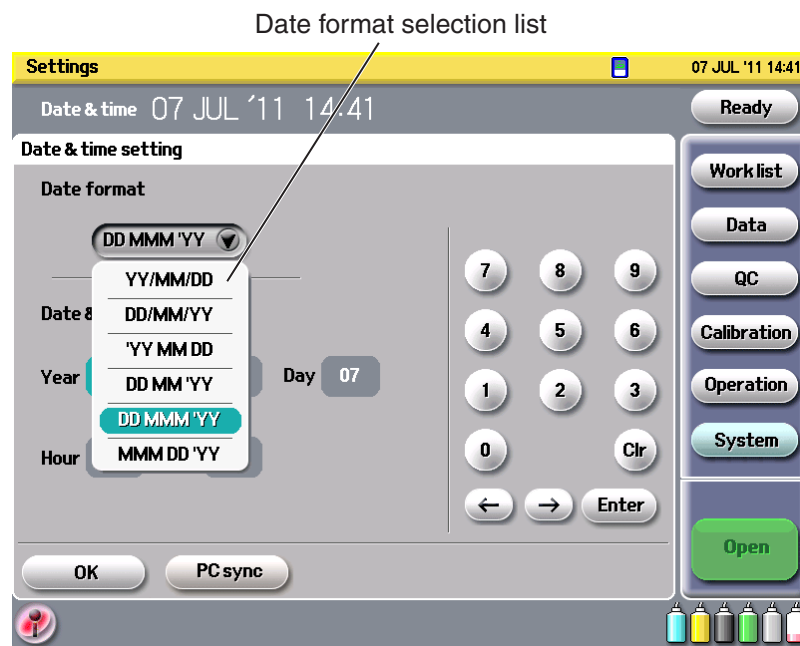 Date format selection list
Settings
07 JUL '11 14:41
Date & time 07 JUL '11 14:41
Ready
Date & time setting
Date format
DD MMM 'YY
YY/MM/DD
DD/MM/YY
'YY MM DD
DD MM 'YY
DD MMM 'YY
MMM DD 'YY
Date &
Year
Day 07
Hour
7 8 9
4 5 6
1 2 3
0 Clr
← → Enter
OK
PC sync
Work list
Data
QC
Calibration
Operation
System
Open